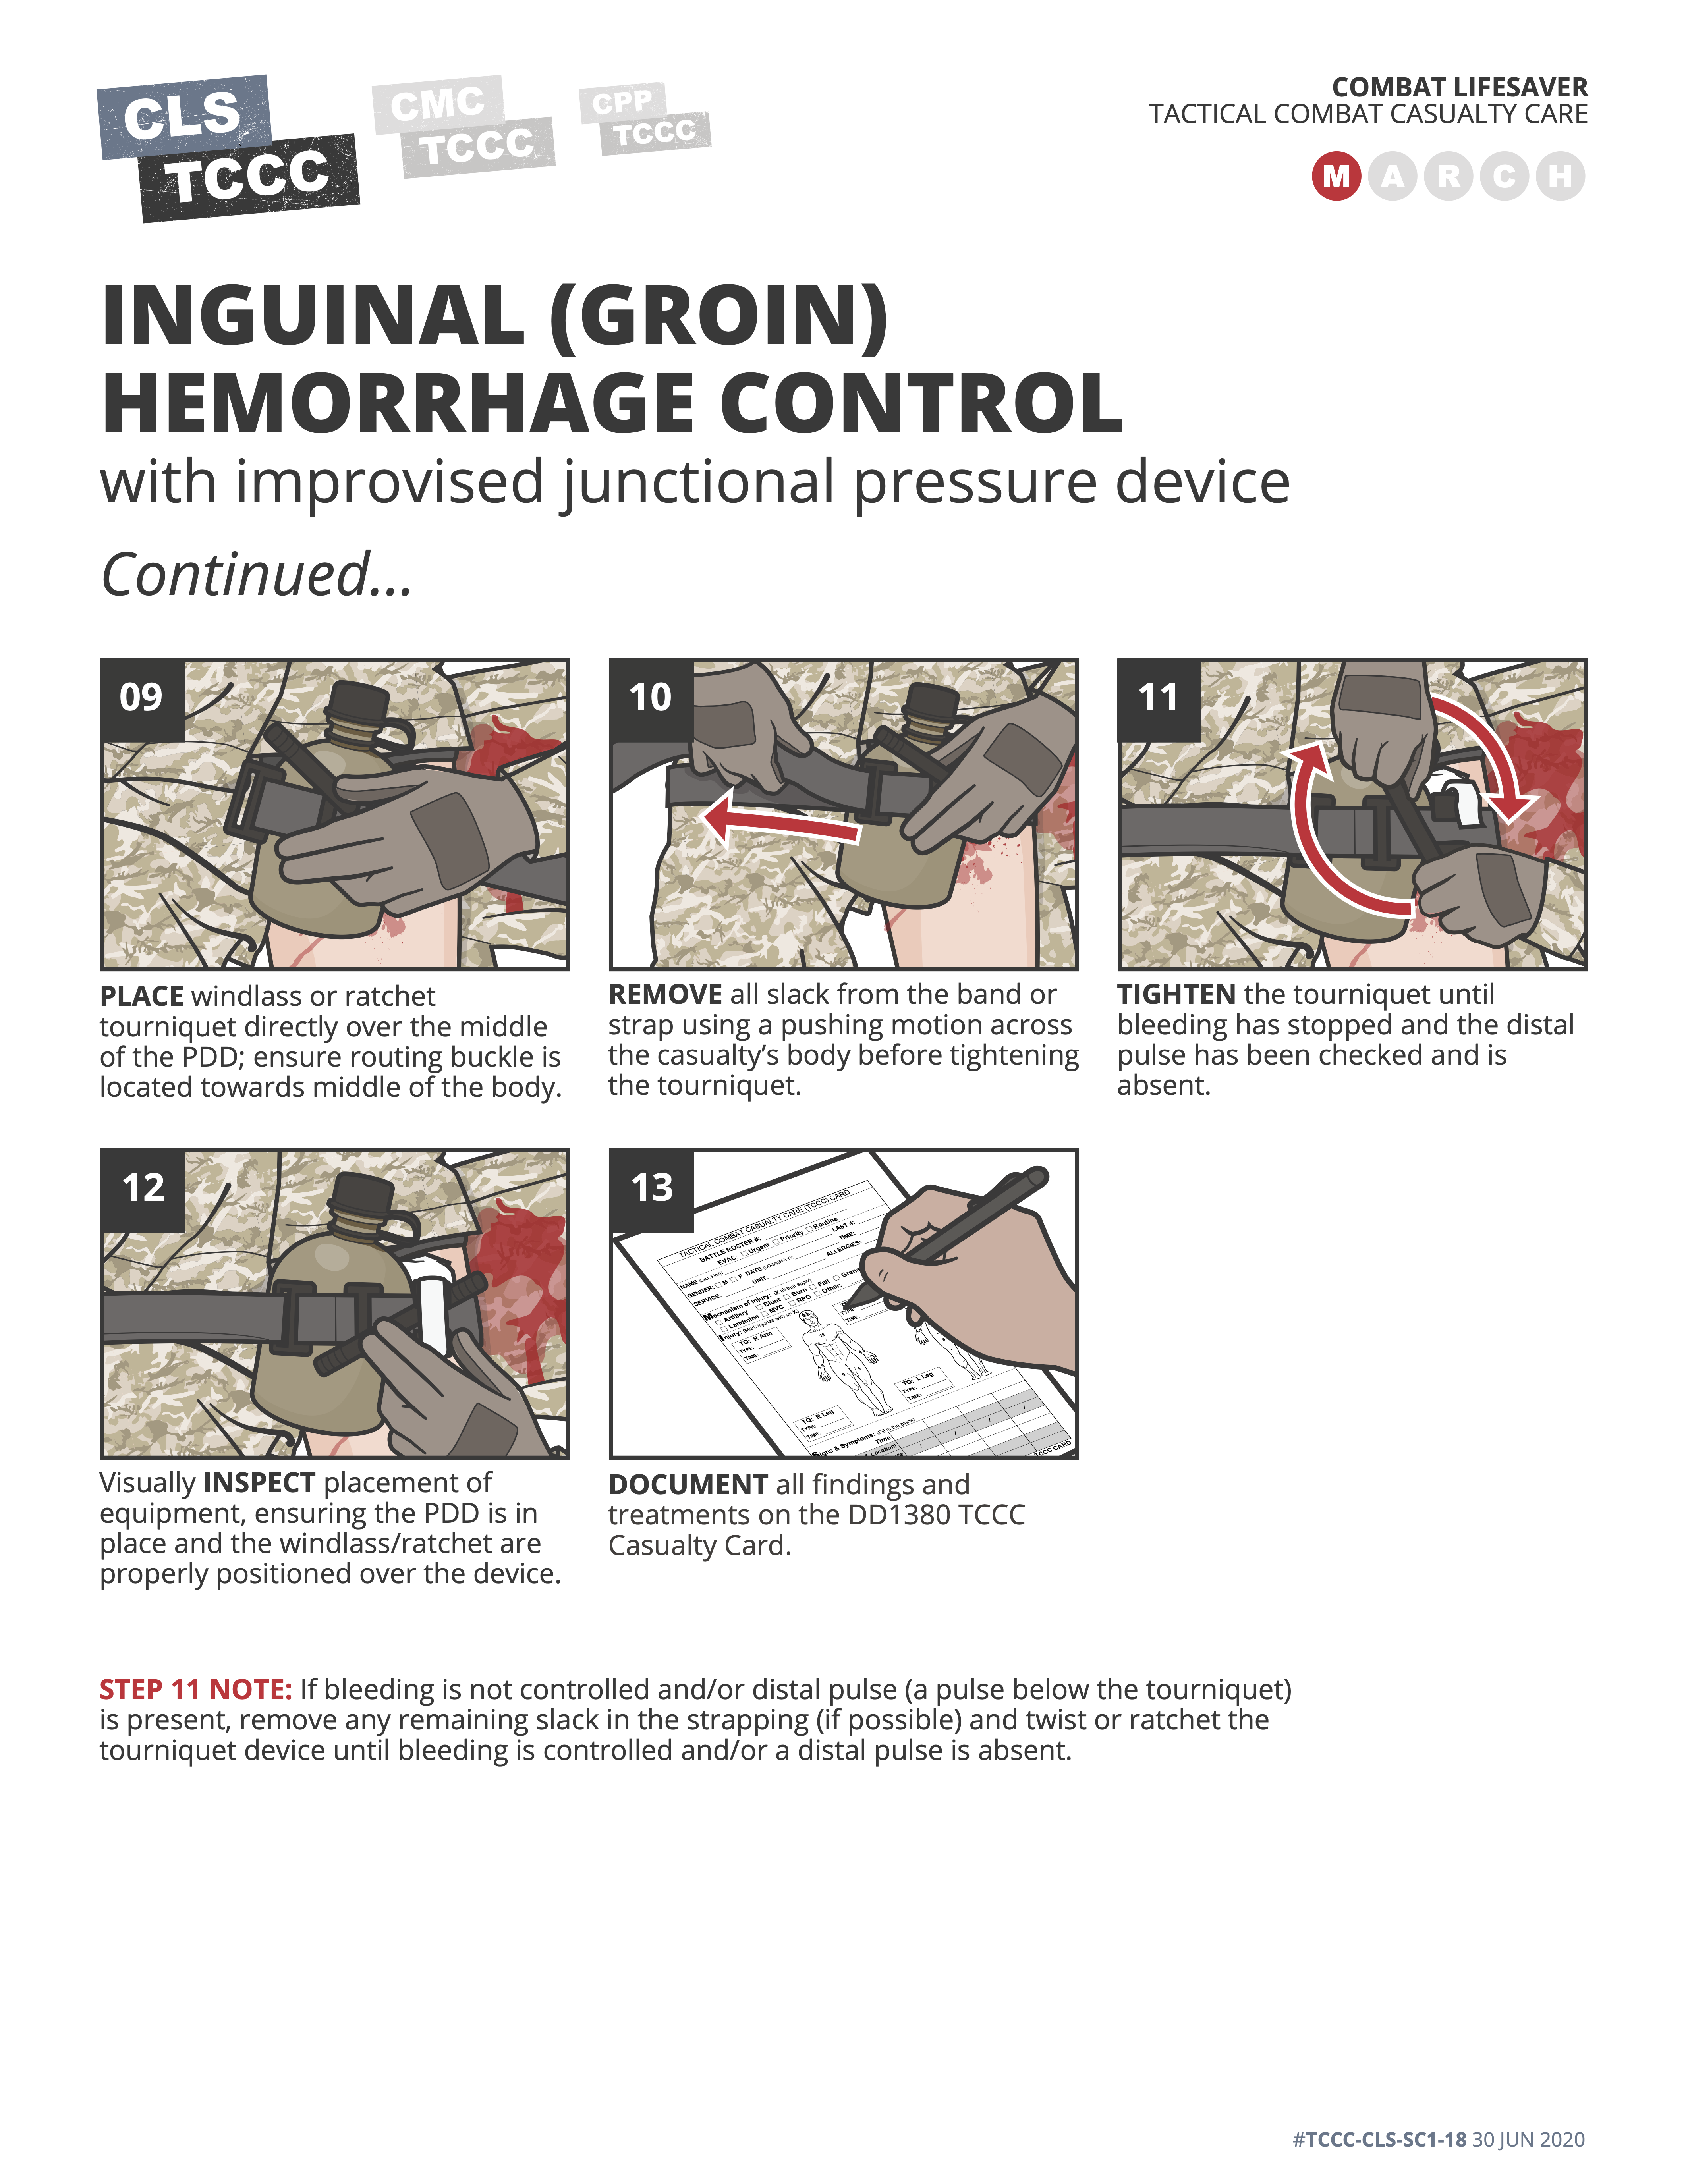 CLS
TCCC
CMC
TCCC
CPP
TCCC
COMBAT LIFESAVER
TACTICAL COMBAT CASUALTY CARE
M A R C H
INGUINAL (GROIN)
HEMORRHAGE CONTROL
with improvised junctional pressure device
Continued...
09
PLACE windlass or ratchet
tourniquet directly over the middle
of the PDD; ensure routing buckle is
located towards middle of the body.
10
REMOVE all slack from the band or
strap using a pushing motion across
the casualty’s body before tightening
the tourniquet.
11
TIGHTEN the tourniquet until
bleeding has stopped and the distal
pulse has been checked and is
absent.
12
Visually INSPECT placement of
equipment, ensuring the PDD is in
place and the windlass/ratchet are
properly positioned over the device.
13
TACTICAL COMBAT CASUALTY CARE (TCCC) CARD
BATTLE ROSTER #:
EVAC: Urgent Priority Routine
NAME (Last, First): LAST 4:
GENDER: M F DATE (DD-MMM-YY): TIME:
SERVICE: UNIT: ALLERGIES:
Mechanism of Injury: (X all that apply)
Artillery Blunt Burn Fall
Landmine MVC RPG Other:
Injury: (Mark injuries with an X)
TQ: R Arm
TYPE:
TIME:
TYPE:
TIME:
TQ: R Leg
TYPE:
TIME:
TQ: L Leg
TYPE:
TIME:
Signs & Symptoms: (Fill in the blank)
Time
TCCC CARD
DOCUMENT all findings and
treatments on the DD1380 TCCC
Casualty Card.
STEP 11 NOTE: If bleeding is not controlled and/or distal pulse (a pulse below the tourniquet)
is present, remove any remaining slack in the strapping (if possible) and twist or ratchet the
tourniquet device until bleeding is controlled and/or a distal pulse is absent.
#TCCC-CLS-SC1-18 30 JUN 2020